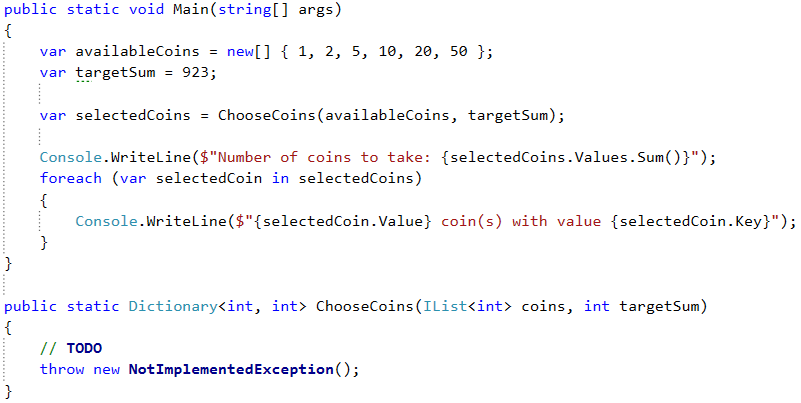 public static void Main(string[] args)
{
    var availableCoins = new[] { 1, 2, 5, 10, 20, 50 };
    var targetSum = 923;

    var selectedCoins = ChooseCoins(availableCoins, targetSum);

    Console.WriteLine($"Number of coins to take: {selectedCoins.Values.Sum()}");
    foreach (var selectedCoin in selectedCoins)
    {
        Console.WriteLine($"{selectedCoin.Value} coin(s) with value {selectedCoin.Key}");
    }
}

public static Dictionary<int, int> ChooseCoins(IList<int> coins, int targetSum)
{
    // TODO
    throw new NotImplementedException();
}